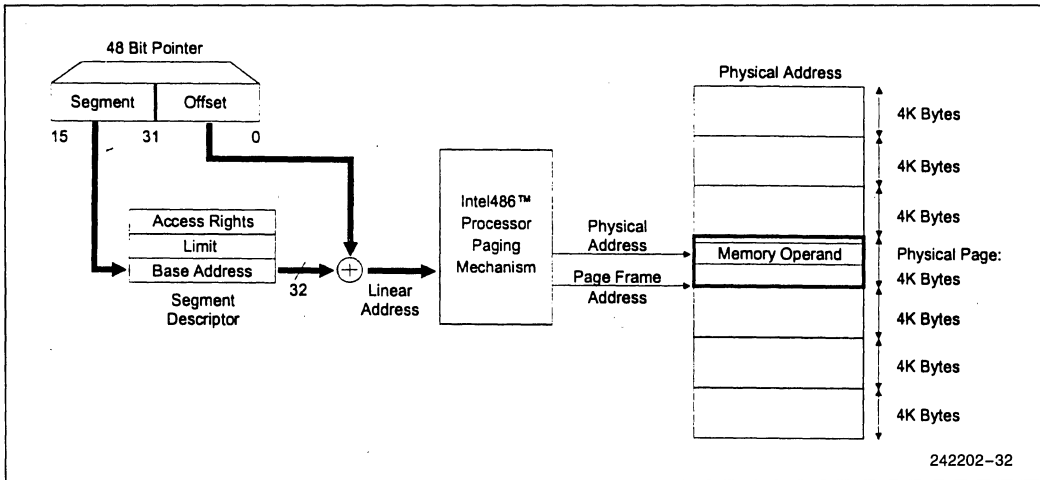 48 Bit Pointer
Segment Offset
15 31 0
Access Rights
Limit
Base Address
Segment
Descriptor
32
Linear
Address
Intel486™
Processor
Paging
Mechanism
Physical
Address
Page Frame
Address
Physical Address
Memory Operand
4K Bytes
4K Bytes
4K Bytes
Physical Page:
4K Bytes
4K Bytes
4K Bytes
4K Bytes
242202-32